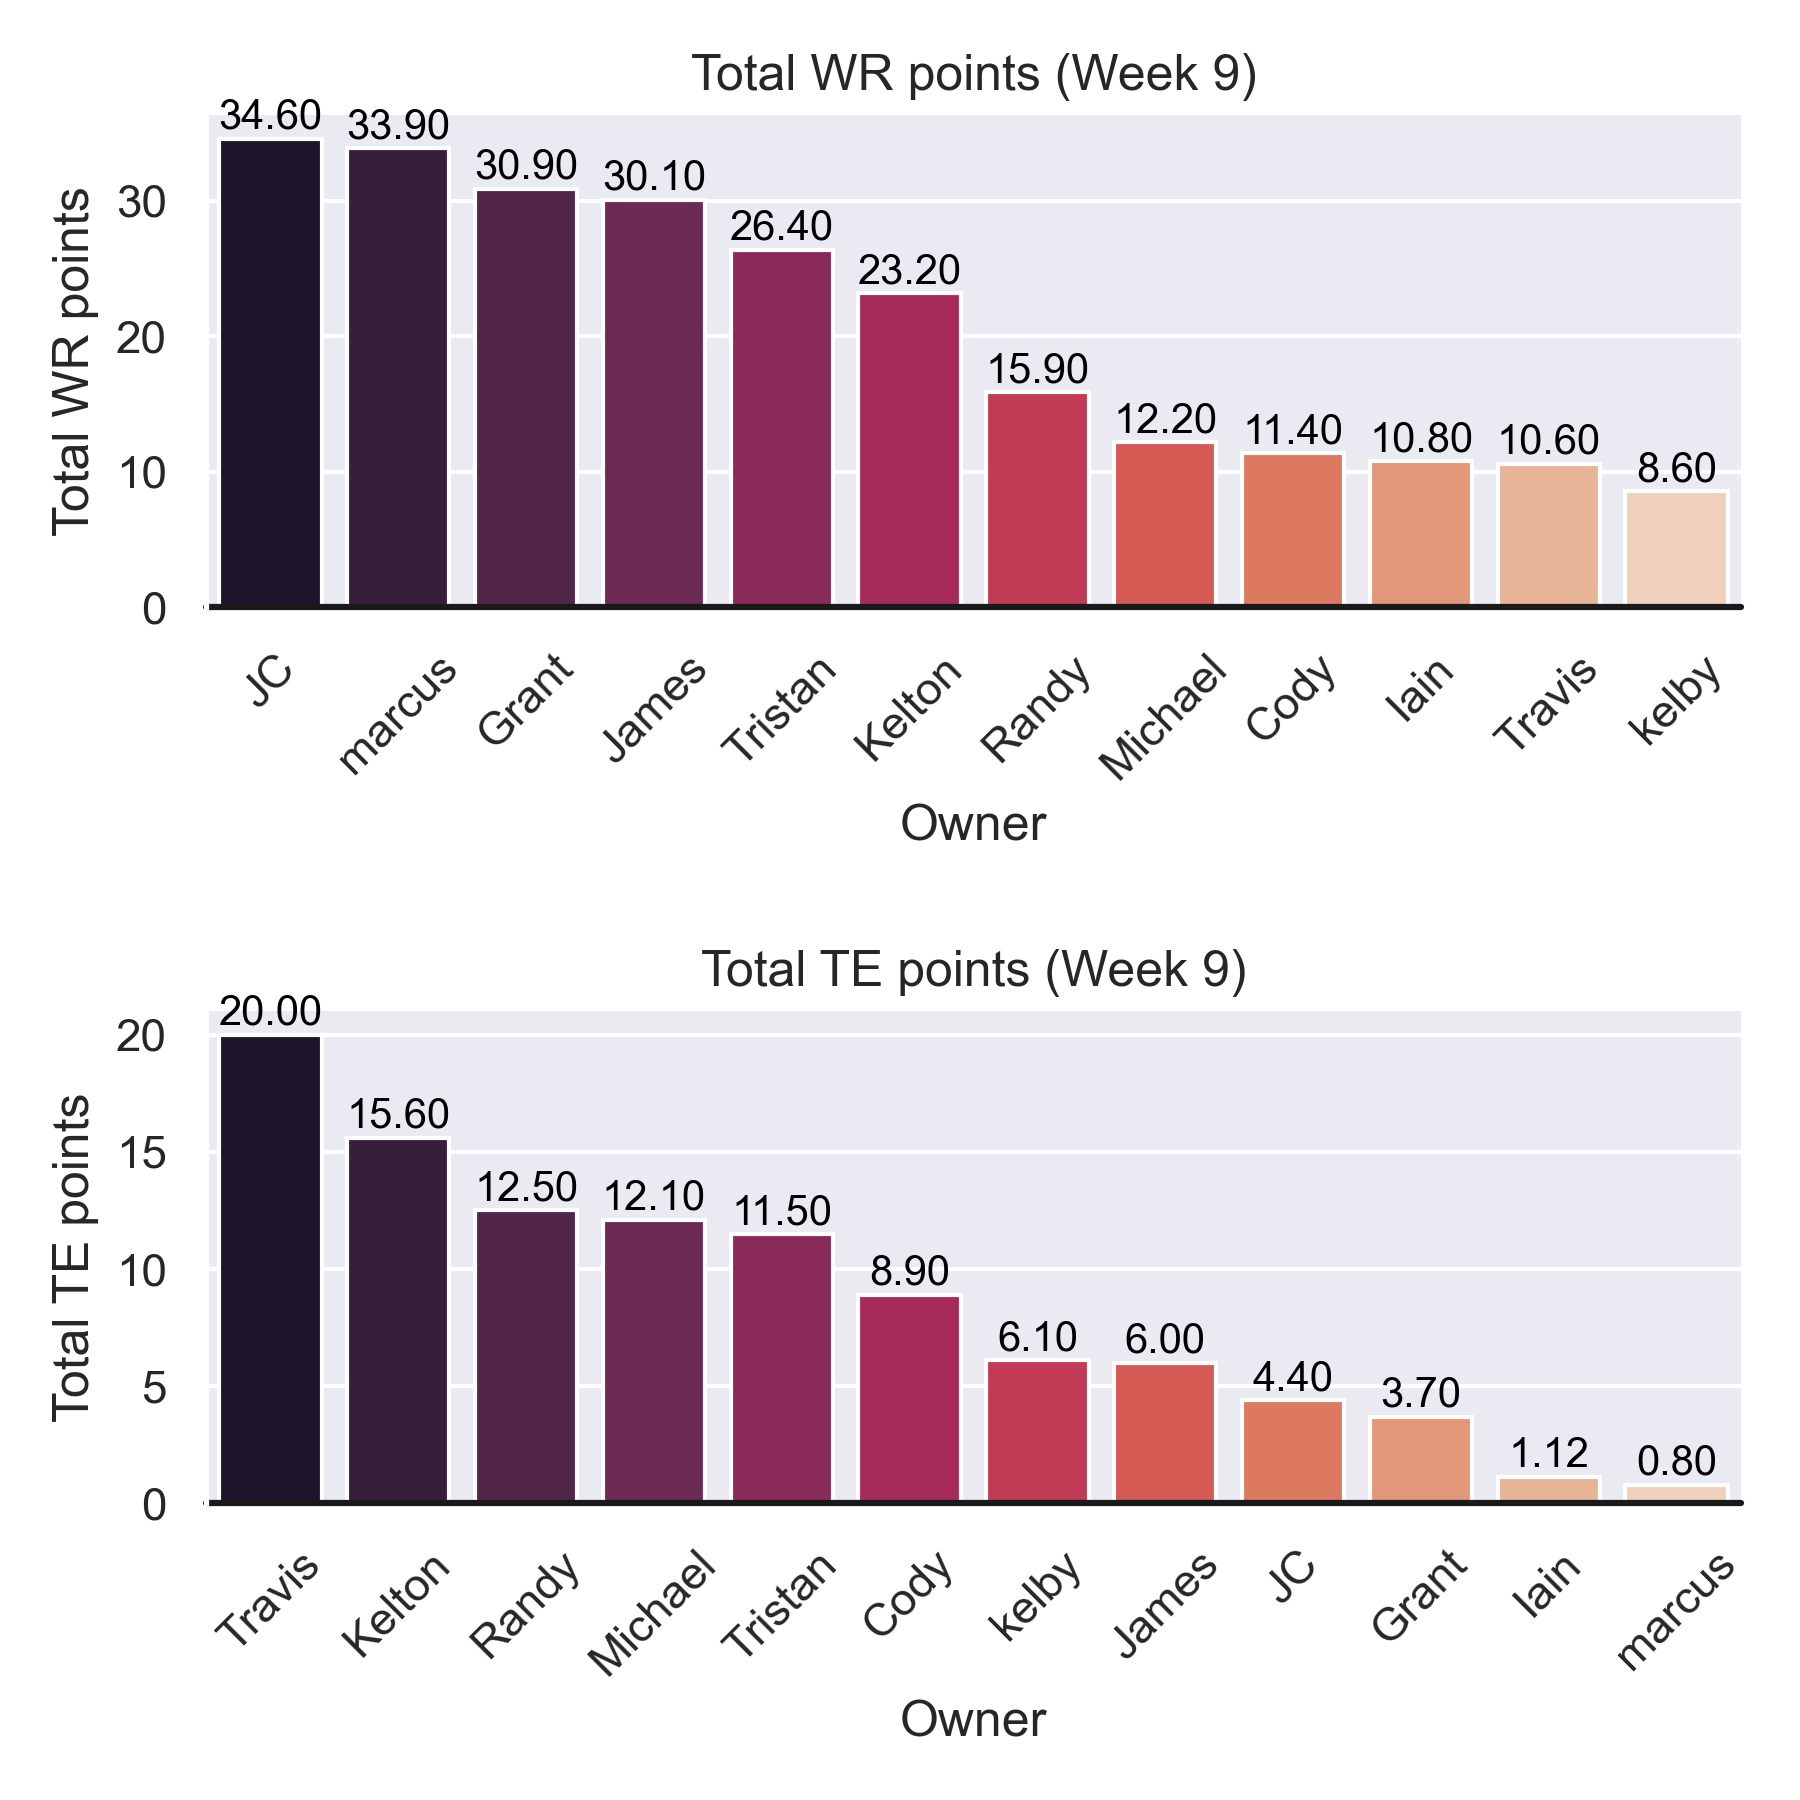 Total WR points (Week 9)
34.60 33.90 30.90 30.10 26.40 23.20 15.90 12.20 11.40 10.80 10.60 8.60
Total WR points
30
20
10
0
JC marcus Grant James Tristan Kelton Randy Michael Cody Iain Travis kelby
Owner
Total TE points (Week 9)
20.00 15.60 12.50 12.10 11.50 8.90 6.10 6.00 4.40 3.70 1.12 0.80
Total TE points
20
15
10
5
0
Travis Kelton Randy Michael Tristan Cody kelby James JC Grant Iain marcus
Owner